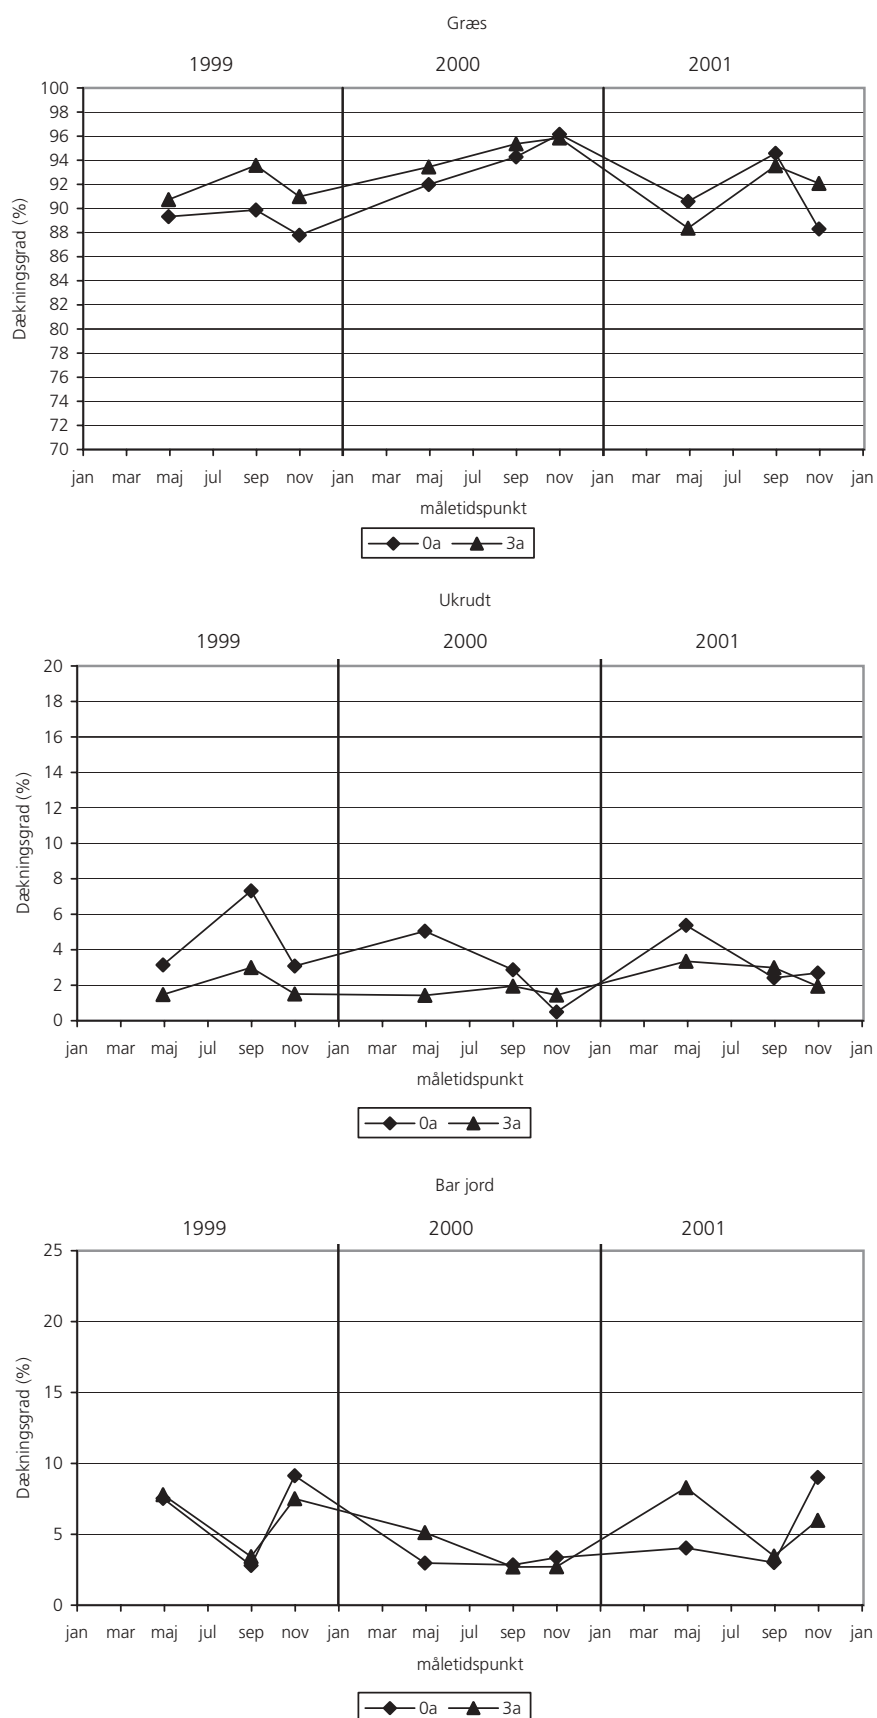 Græs
1999 2000 2001
100
98
96
94
92
90
88
86
84
82
80
78
76
74
72
70
Dækningsgrad (%)
jan mar maj jul sep nov jan mar maj jul sep nov jan mar maj jul sep nov jan
måletidspunkt
0a 3a
Ukrudt
1999 2000 2001
20
18
16
14
12
10
8
6
4
2
0
Dækningsgrad (%)
jan mar maj jul sep nov jan mar maj jul sep nov jan mar maj jul sep nov jan
måletidspunkt
0a 3a
Bar jord
1999 2000 2001
25
20
15
10
5
0
Dækningsgrad (%)
jan mar maj jul sep nov jan mar maj jul sep nov jan mar maj jul sep nov jan
måletidspunkt
0a 3a